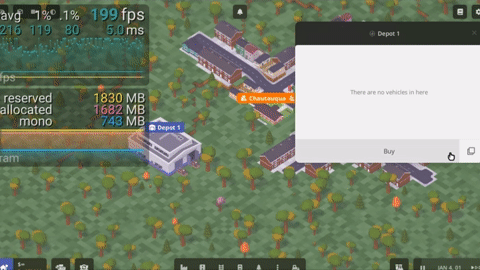 avg 1% .1% 199 fps
216 119 80 5.0 ms
fps
reserved 1830 MB
allocated 1682 MB
mono 743 MB
ram
Depot 1
Chautauqua
Depot 1
There are no vehicles in here
Buy
JAN 4, 01